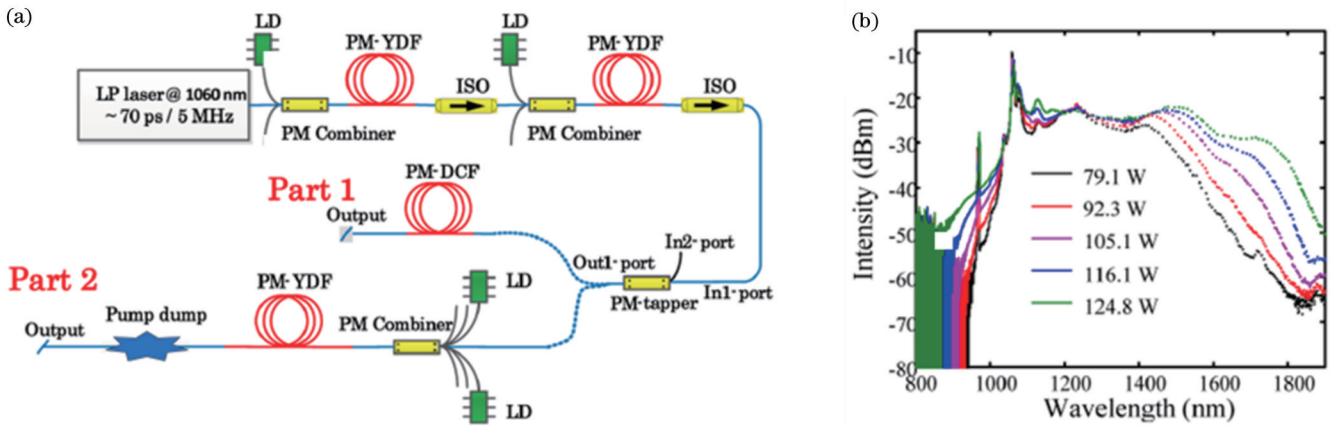 (a)
LD
PM-YDF
LD
PM-YDF
LP laser@ 1060 nm
~ 70 ps / 5 MHz
ISO
ISO
PM Combiner
PM Combiner
Part 1
PM-DCF
Output
In2-port
Out1-port
PM-tapper
In1-port
Part 2
PM-YDF
LD
Pump dump
PM Combiner
Output
LD
(b)
Intensity (dBm)
-10
-20
-30
-40
-50
-60
-70
-80
79.1 W
92.3 W
105.1 W
116.1 W
124.8 W
800 1000 1200 1400 1600 1800
Wavelength (nm)